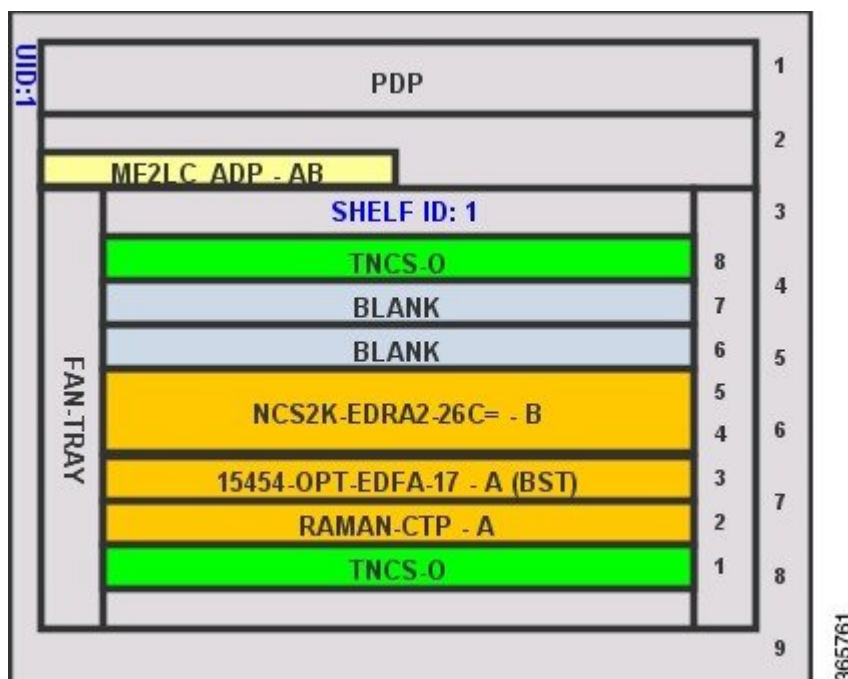 UID:1
PDP
1
2
MF2LC ADP - AB
SHELF ID: 1
3
TNCS-O
8
4
BLANK
7
BLANK
6
5
FAN-TRAY
NCS2K-EDRA2-26C= - B
5
4
6
15454-OPT-EDFA-17 - A (BST)
3
7
RAMAN-CTP - A
2
TNCS-O
1
8
9
365761